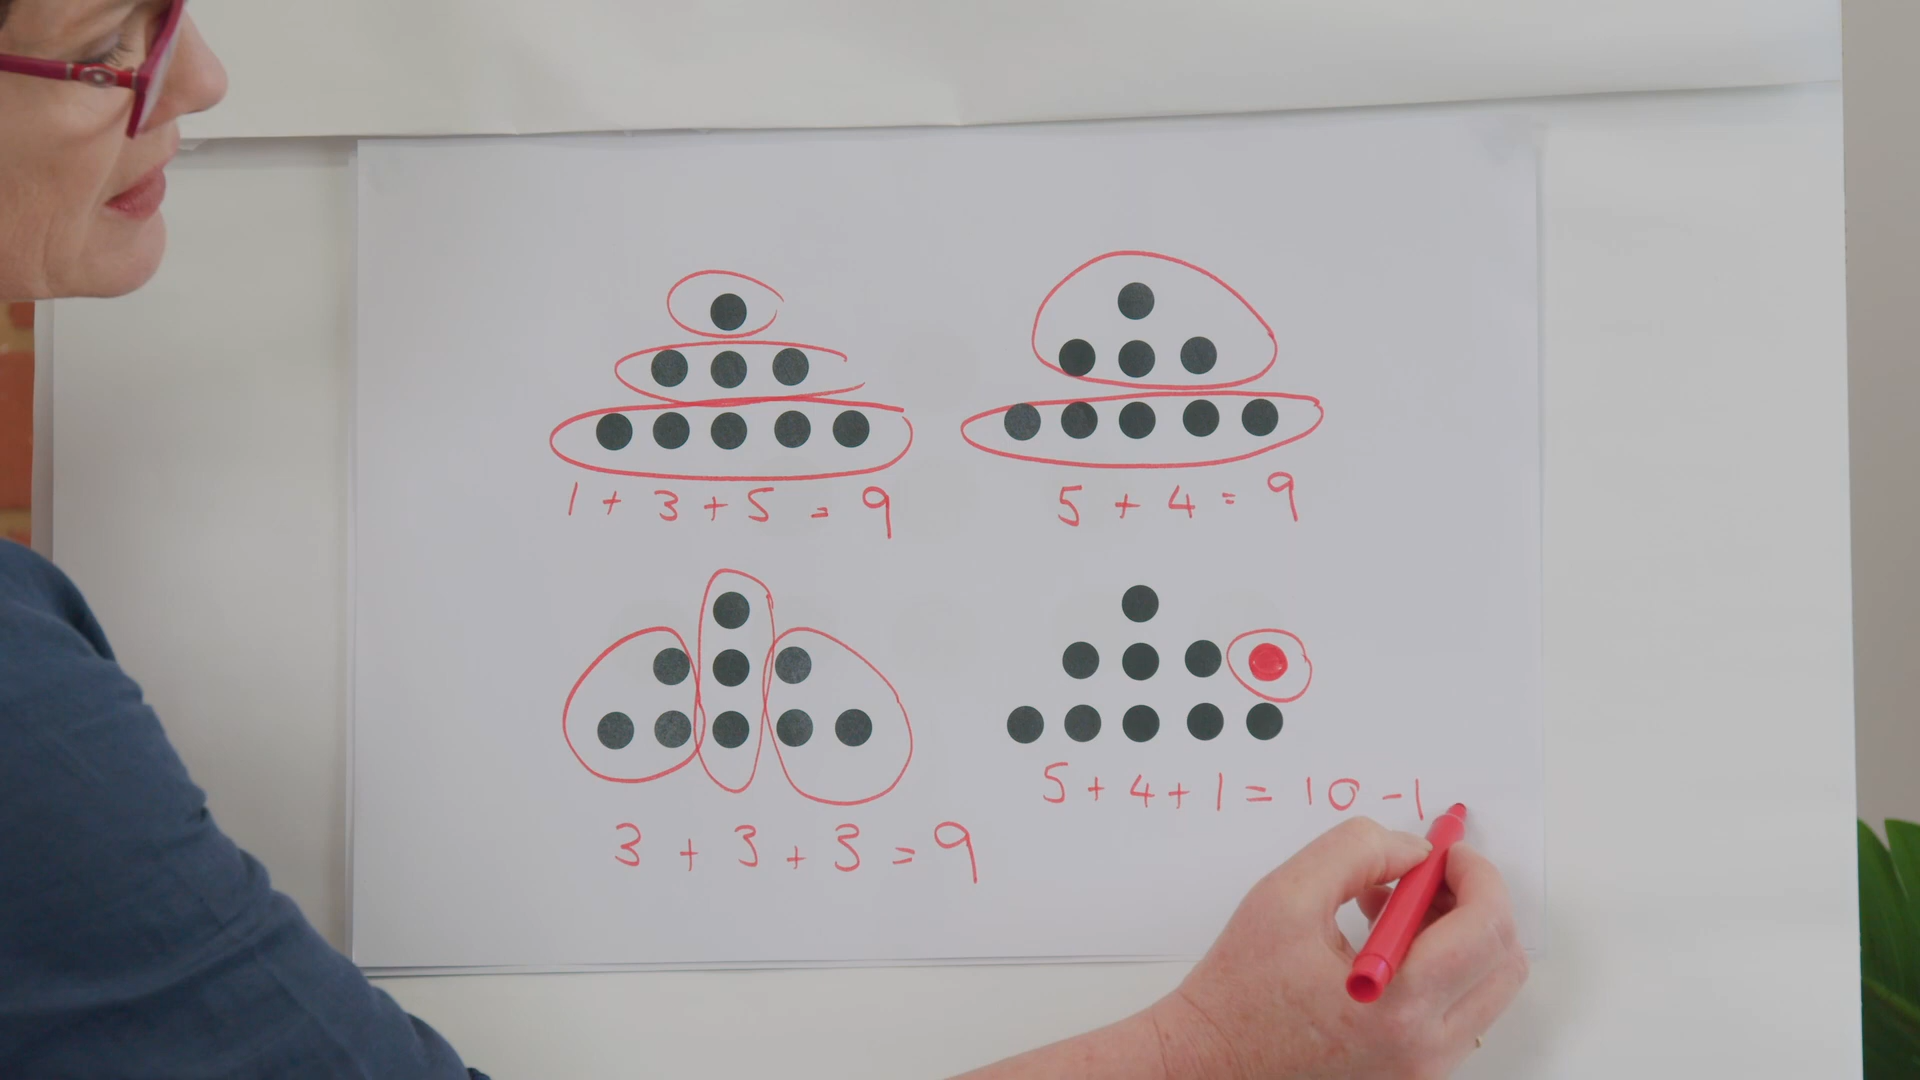 1 + 3 + 5 = 9
5 + 4 = 9
3 + 3 + 3 = 9
5 + 4 + 1 = 10 - 1